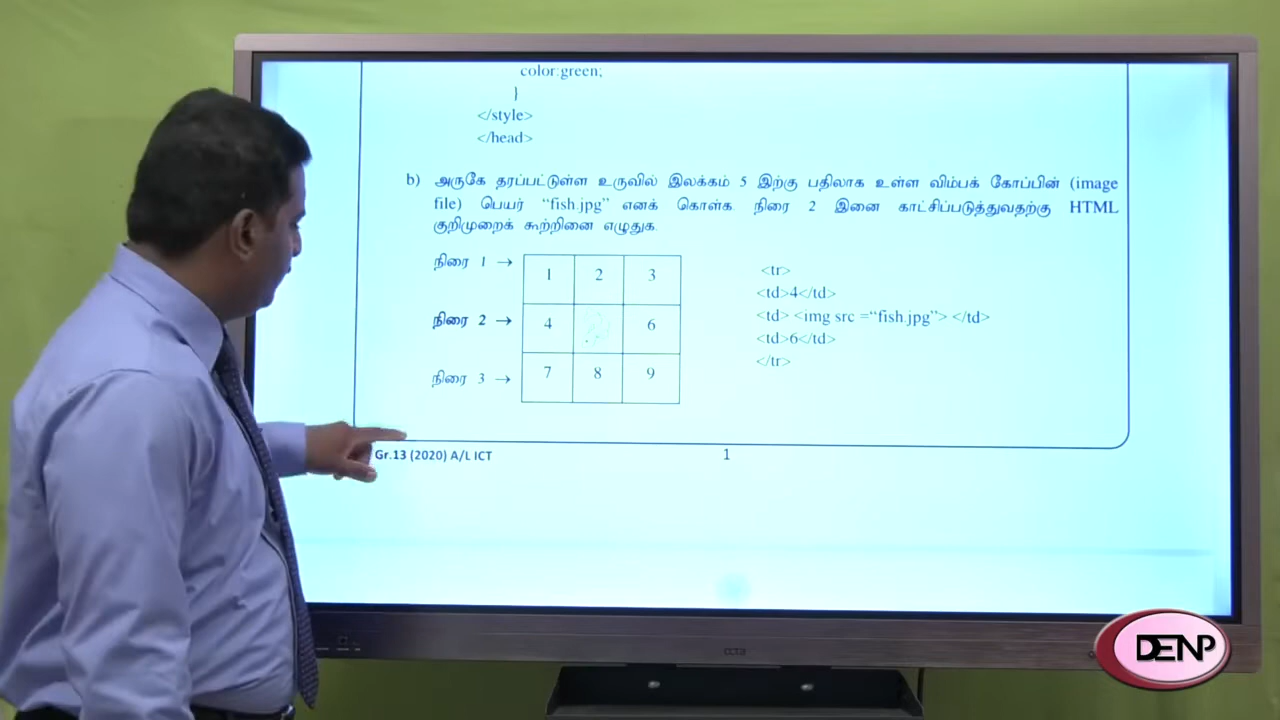 color:green;
}
</style>
</head>
b) அருகே தரப்பட்டுள்ள உருவில் இலக்கம் 5 இற்கு பதிலாக உள்ள விம்பக் கோப்பின் (image
file) பெயர் “fish.jpg” எனக் கொள்க. நிரை 2 இனை காட்சிப்படுத்துவதற்கு HTML
குறிமுறைக் கூற்றினை எழுதுக.
நிரை 1 → 1 2 3
நிரை 2 → 4 6
நிரை 3 → 7 8 9
<tr>
<td>4</td>
<td> <img src =“fish.jpg”> </td>
<td>6</td>
</tr>
Gr.13 (2020) A/L ICT 1
DENP